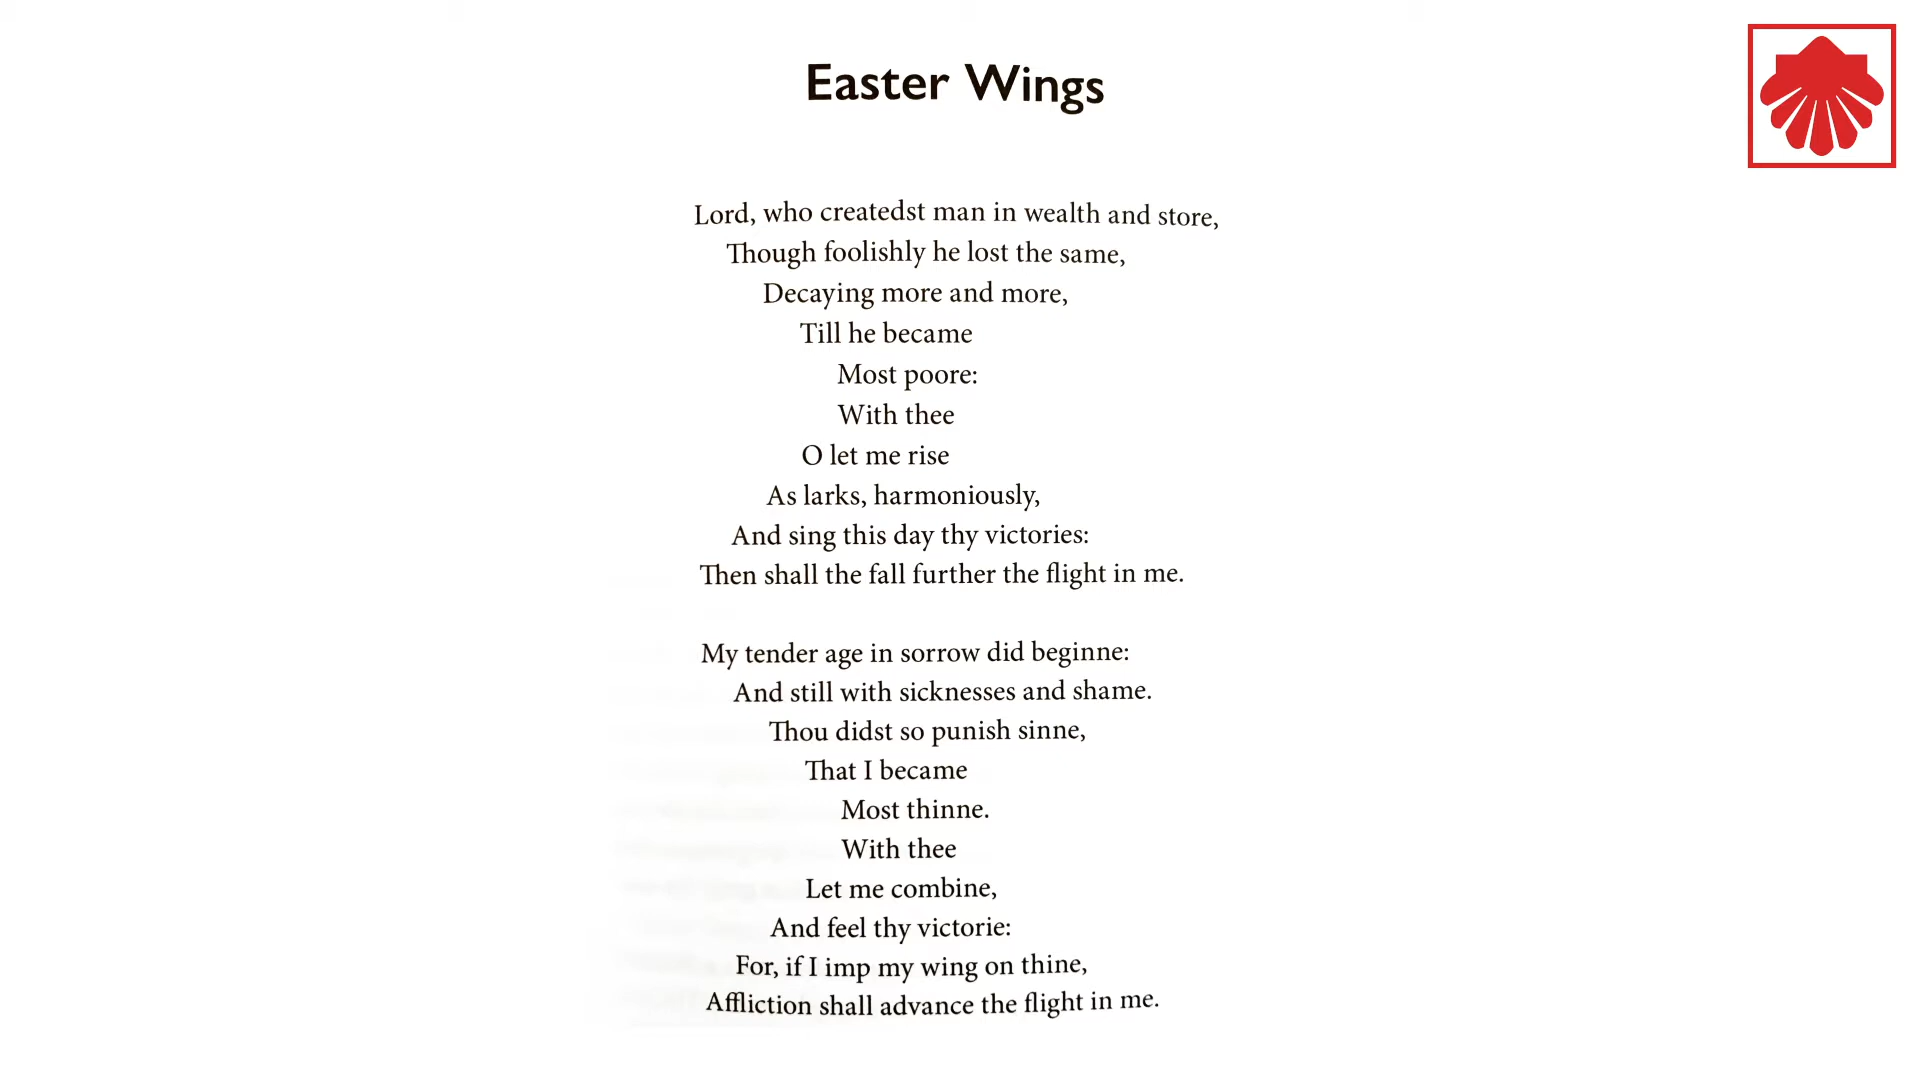 Easter Wings
Lord, who createdst man in wealth and store,
Though foolishly he lost the same,
Decaying more and more,
Till he became
Most poore:
With thee
O let me rise
As larks, harmoniously,
And sing this day thy victories:
Then shall the fall further the flight in me.
My tender age in sorrow did beginne:
And still with sicknesses and shame.
Thou didst so punish sinne,
That I became
Most thinne.
With thee
Let me combine,
And feel thy victorie:
For, if I imp my wing on thine,
Affliction shall advance the flight in me.